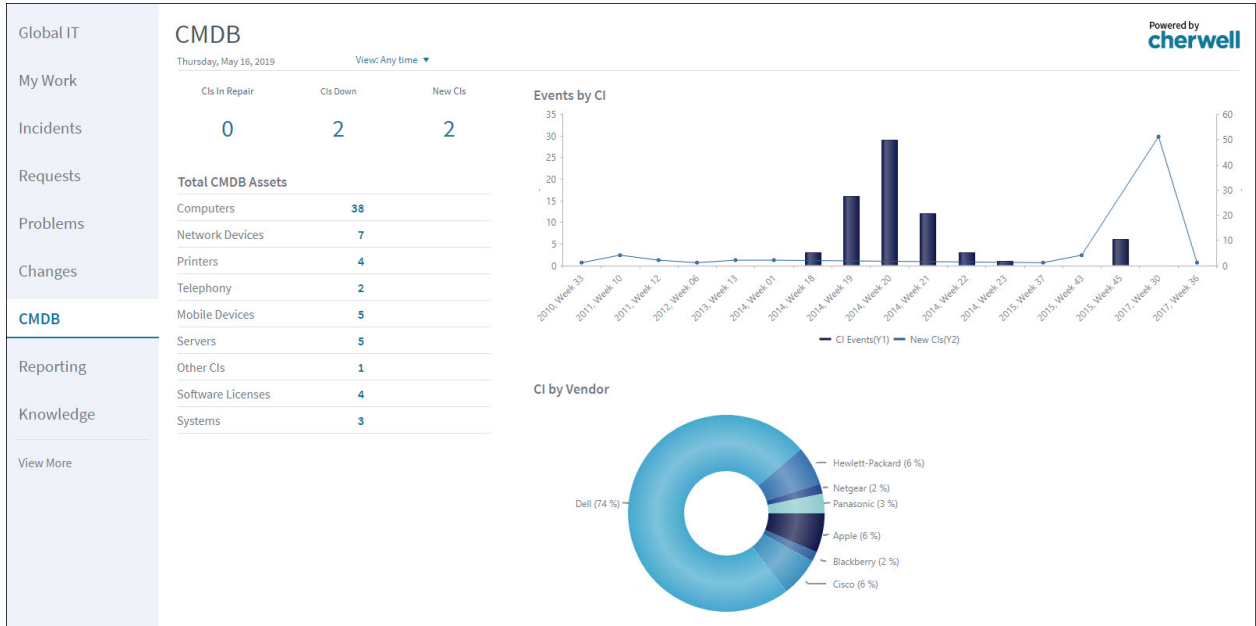 Global IT
My Work
Incidents
Requests
Problems
Changes
CMDB
Reporting
Knowledge
View More
CMDB
Thursday, May 16, 2019
View: Any time
Powered by
cherwell
CIs In Repair CIs Down New CIs
0 2 2
Total CMDB Assets
Computers 38
Network Devices 7
Printers 4
Telephony 2
Mobile Devices 5
Servers 5
Other CIs 1
Software Licenses 4
Systems 3
Events by CI
35
30
25
20
15
10
5
0
60
50
40
30
20
10
0
2010, Week 33
2011, Week 10
2011, Week 12
2012, Week 06
2013, Week 13
2014, Week 01
2014, Week 18
2014, Week 19
2014, Week 20
2014, Week 21
2014, Week 22
2014, Week 23
2015, Week 37
2015, Week 43
2015, Week 45
2017, Week 30
2017, Week 36
CI Events(Y1) New CIs(Y2)
CI by Vendor
Dell (74 %)
Hewlett-Packard (6 %)
Netgear (2 %)
Panasonic (3 %)
Apple (6 %)
Blackberry (2 %)
Cisco (6 %)